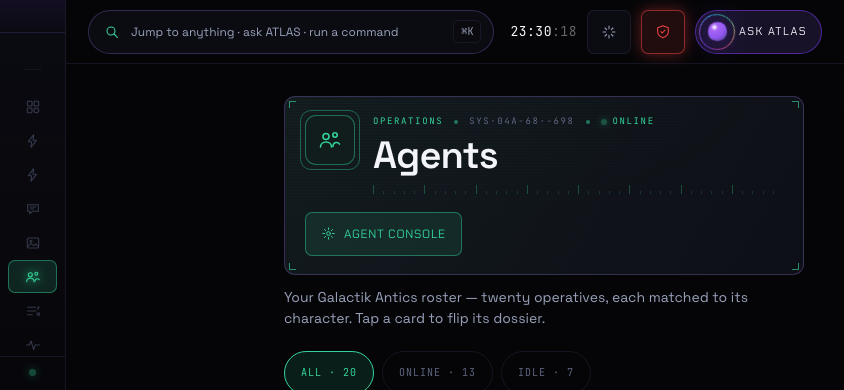 Jump to anything · ask ATLAS · run a command
⌘K
23:30:18
ASK ATLAS
OPERATIONS • SYS·04A-68--698 • ONLINE
Agents
AGENT CONSOLE
Your Galactik Antics roster — twenty operatives, each matched to its
character. Tap a card to flip its dossier.
ALL · 20
ONLINE · 13
IDLE · 7